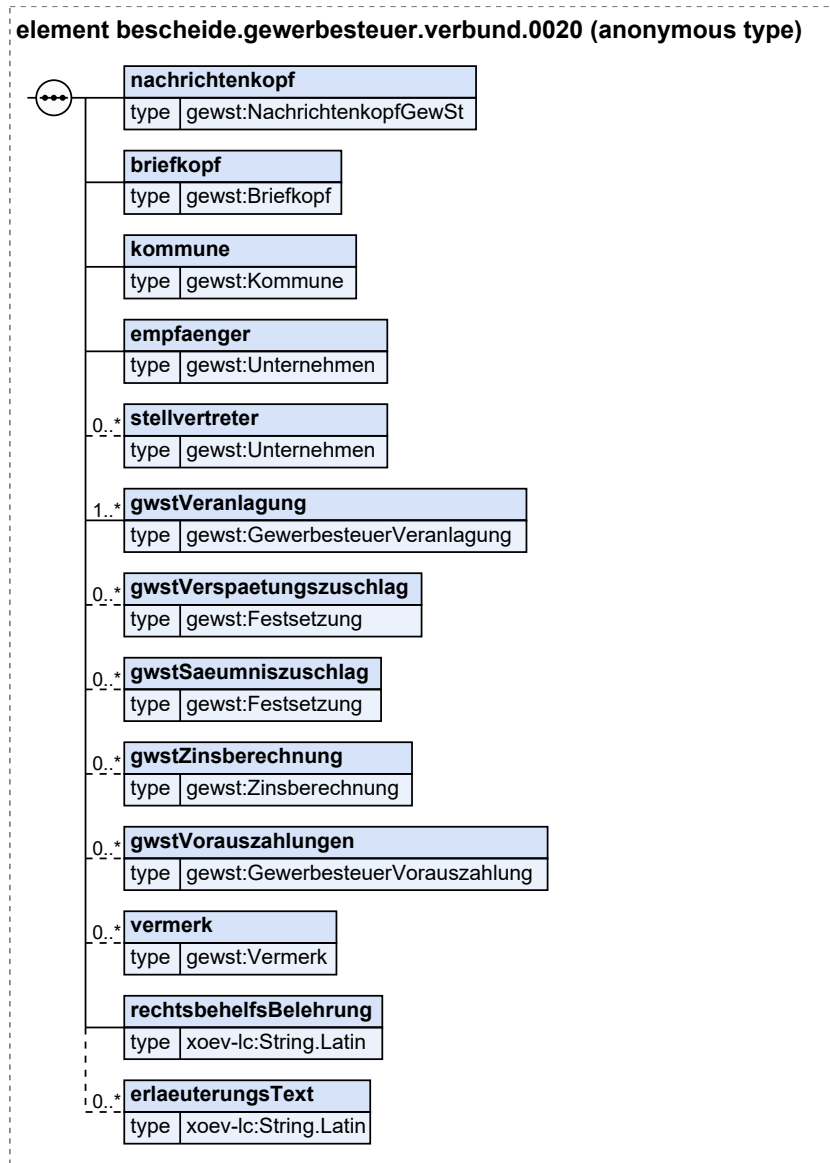 element bescheide.gewerbesteuer.verbund.0020 (anonymous type)
nachrichtenkopf
type gewst:NachrichtenkopfGewSt
briefkopf
type gewst:Briefkopf
kommune
type gewst:Kommune
empfaenger
type gewst:Unternehmen
0..* stellvertreter
type gewst:Unternehmen
1..* gwstVeranlagung
type gewst:GewerbesteuerVeranlagung
0..* gwstVerspaetungszuschlag
type gewst:Festsetzung
0..* gwstSaeumniszuschlag
type gewst:Festsetzung
0..* gwstZinsberechnung
type gewst:Zinsberechnung
0..* gwstVorauszahlungen
type gewst:GewerbesteuerVorauszahlung
0..* vermerk
type gewst:Vermerk
rechtsbehelfsBelehrung
type xoev-lc:String.Latin
0..* erlaeuterungsText
type xoev-lc:String.Latin